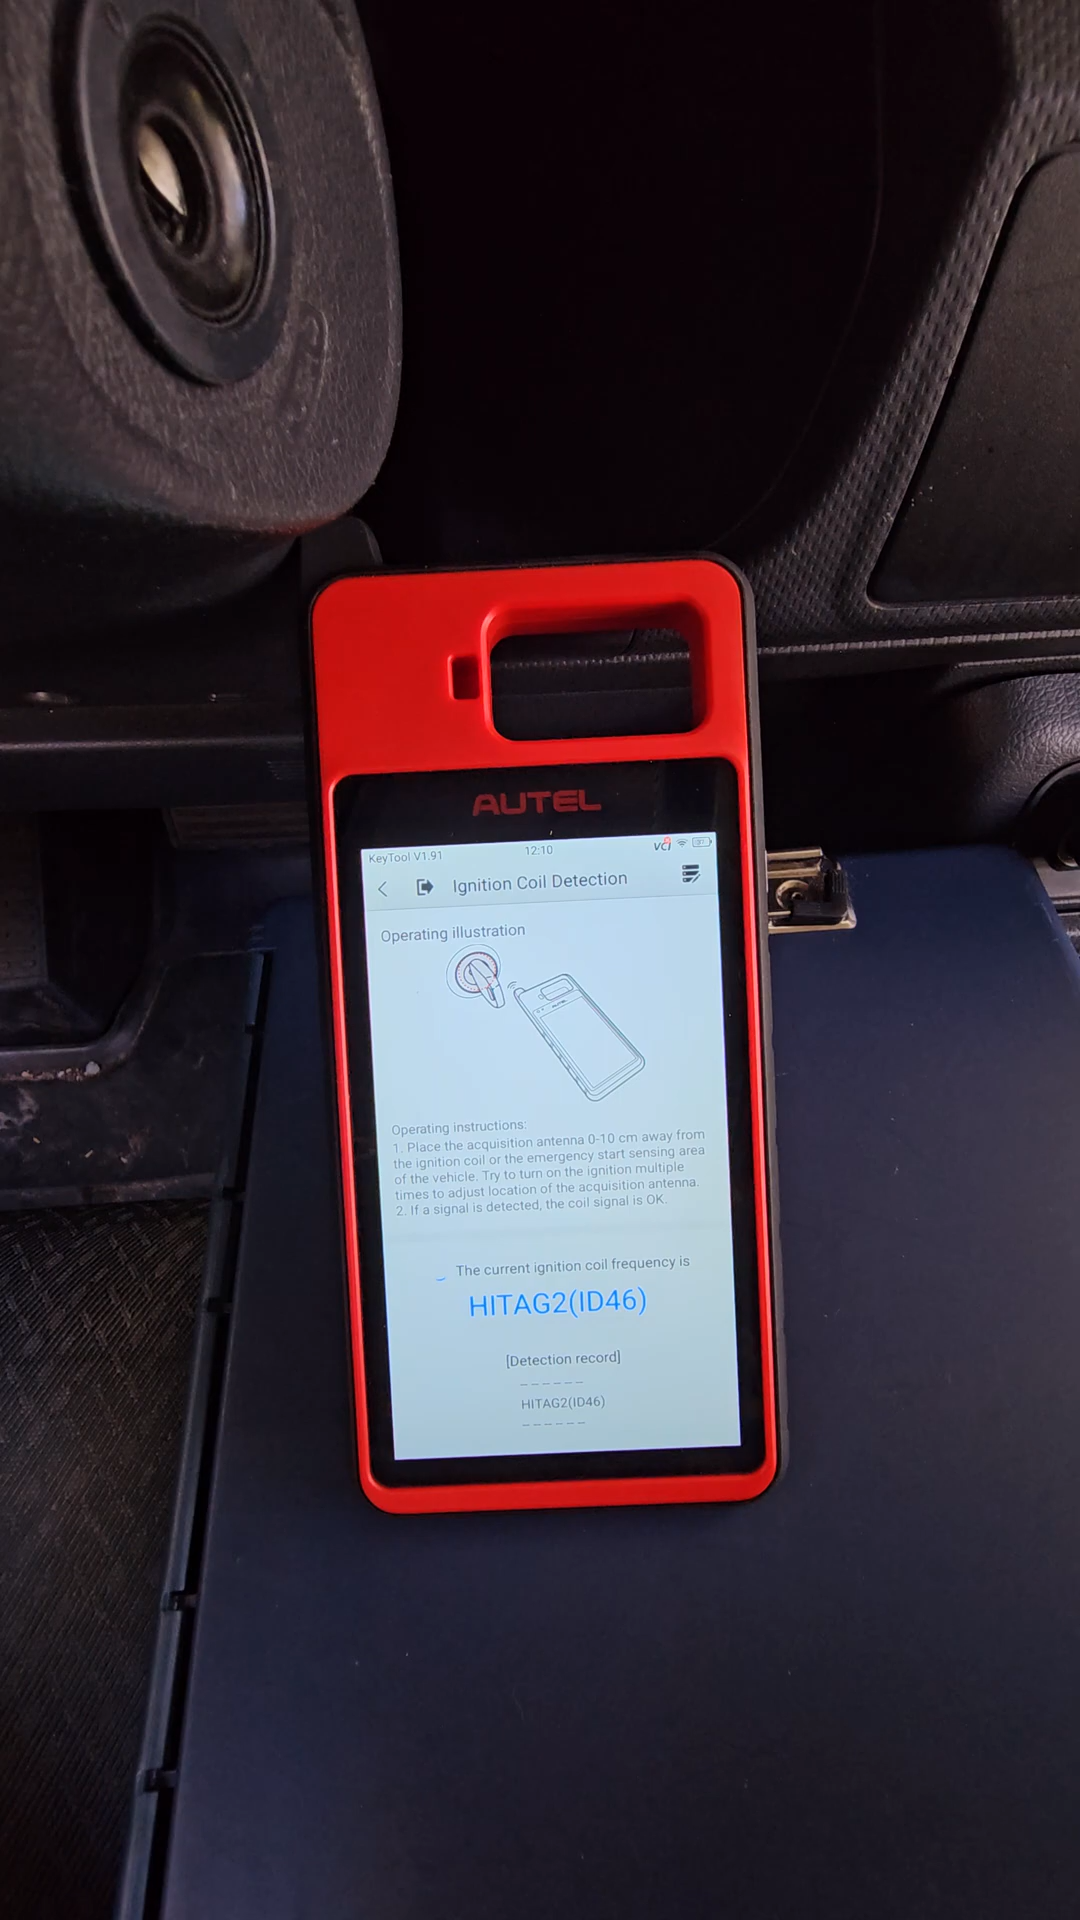 AUTEL
KeyTool V1.91
12:10
VCI
Ignition Coil Detection
Operating illustration
AUTEL
Operating instructions:
1. Place the acquisition antenna 0-10 cm away from
the ignition coil or the emergency start sensing area
of the vehicle. Try to turn on the ignition multiple
times to adjust location of the acquisition antenna.
2. If a signal is detected, the coil signal is OK.
The current ignition coil frequency is
HITAG2(ID46)
[Detection record]
------
HITAG2(ID46)
------